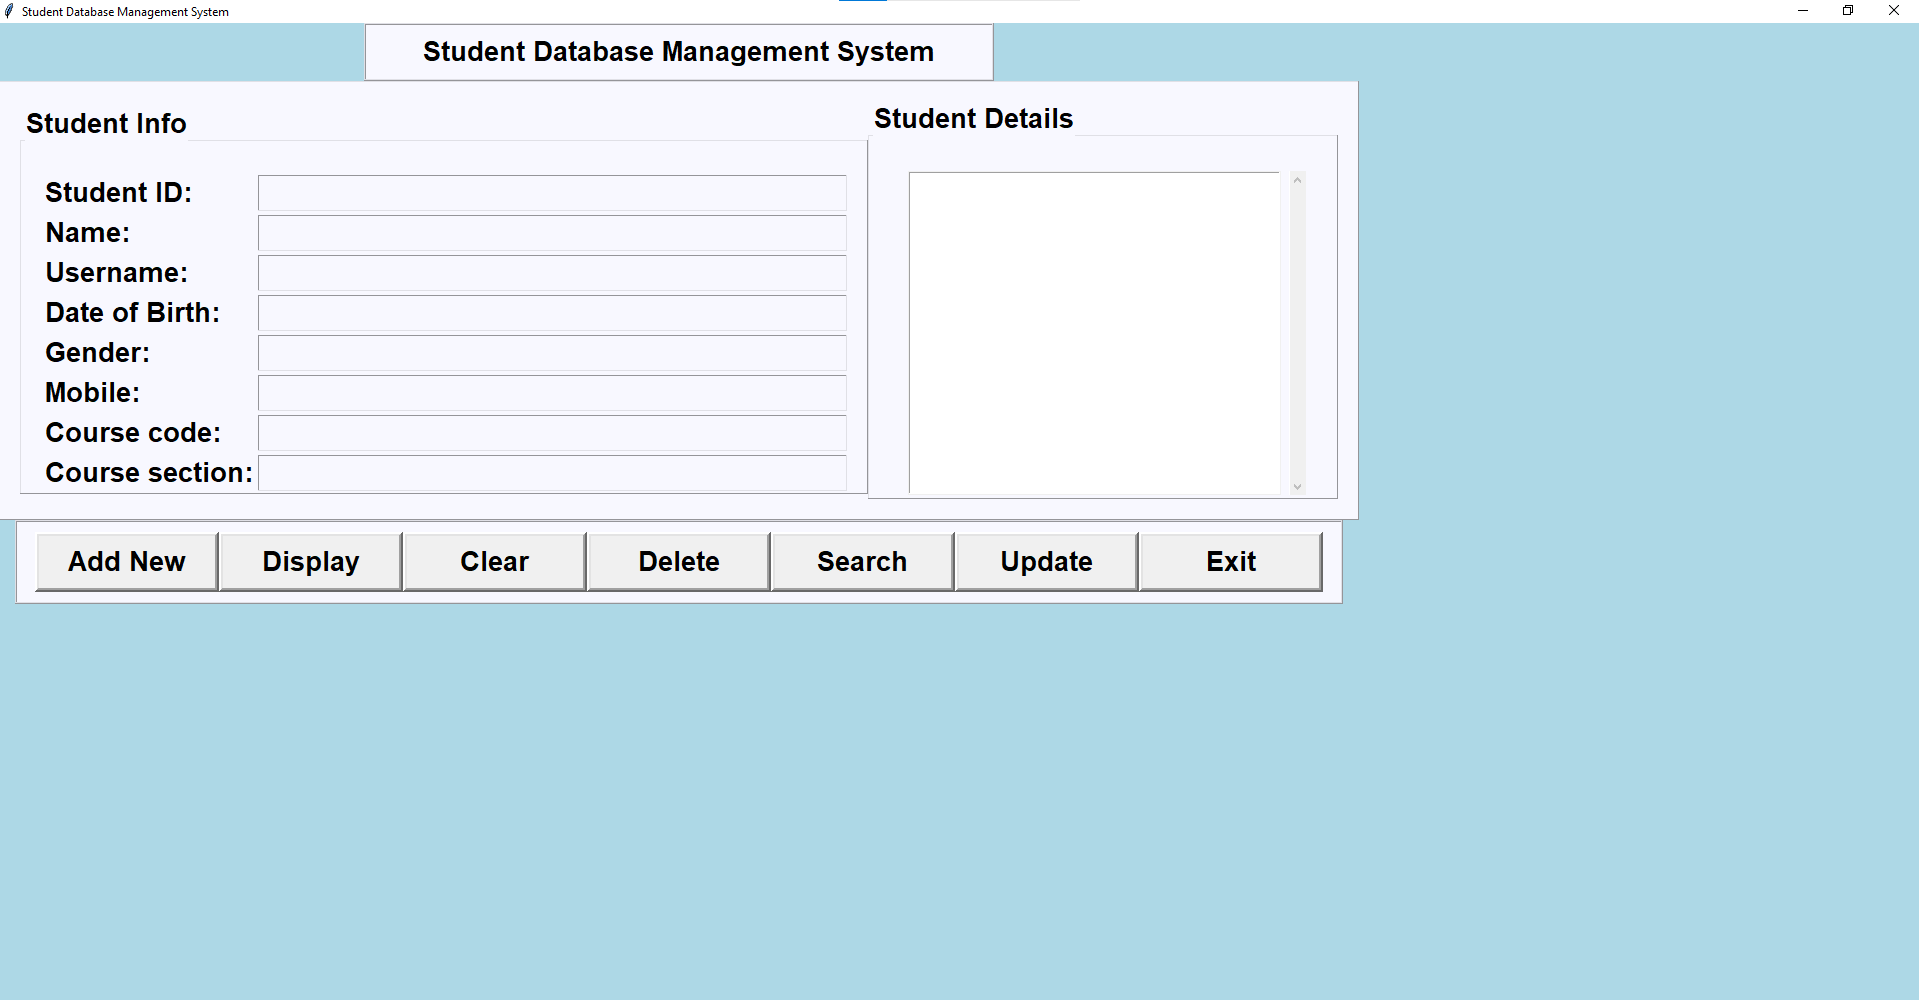 Student Database Management System
Student Database Management System
Student Info
Student ID:
Name:
Username:
Date of Birth:
Gender:
Mobile:
Course code:
Course section:
Student Details
Add New Display Clear Delete Search Update Exit